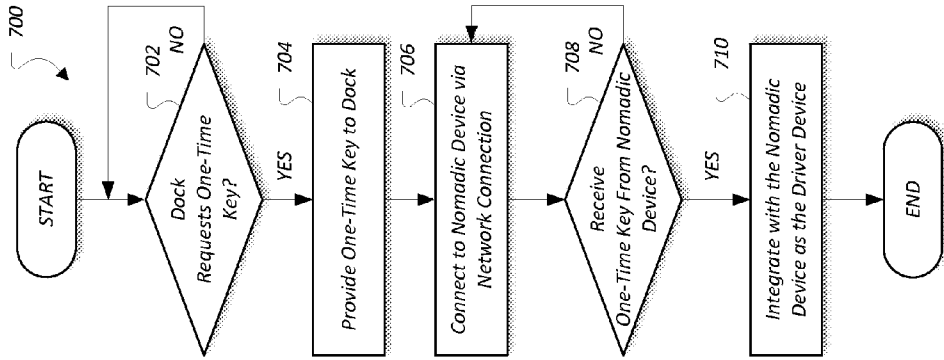 700
START
702
NO
Dock
Requests One-Time
Key?
YES
704
Provide One-Time Key to Dock
706
Connect to Nomadic Device via
Network Connection
708
NO
Receive
One-Time Key From Nomadic
Device?
YES
710
Integrate with the Nomadic
Device as the Driver Device
END